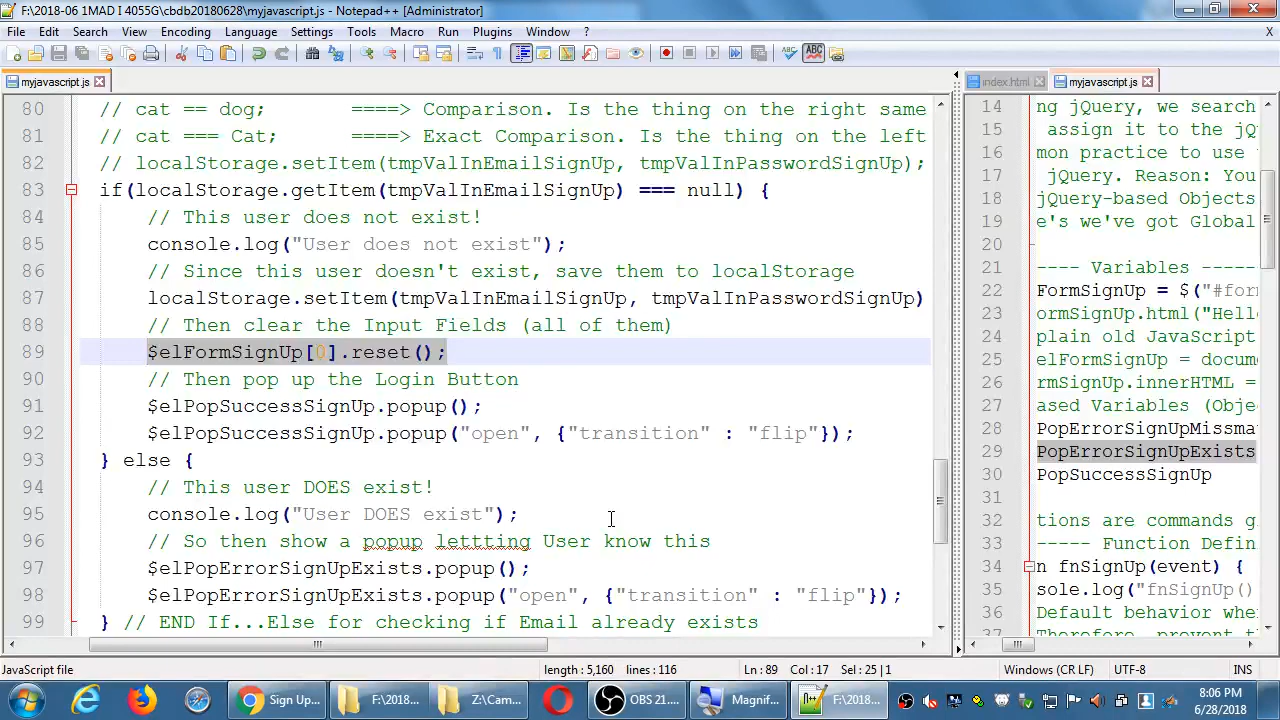 F:\2018-06 1MAD I 4055G\cbdb20180628\myjavascript.js - Notepad++ [Administrator]
File Edit Search View Encoding Language Settings Tools Macro Run Plugins Window ? X
myjavascript.js
index.html myjavascript.js
80 // cat == dog; ====> Comparison. Is the thing on the right same
81 // cat === Cat; ====> Exact Comparison. Is the thing on the left
82 // localStorage.setItem(tmpValInEmailSignUp, tmpValInPasswordSignUp);
83 if(localStorage.getItem(tmpValInEmailSignUp) === null) {
84 // This user does not exist!
85 console.log("User does not exist");
86 // Since this user doesn't exist, save them to localStorage
87 localStorage.setItem(tmpValInEmailSignUp, tmpValInPasswordSignUp)
88 // Then clear the Input Fields (all of them)
89 $elFormSignUp[0].reset();
90 // Then pop up the Login Button
91 $elPopSuccessSignUp.popup();
92 $elPopSuccessSignUp.popup("open", {"transition" : "flip"});
93 } else {
94 // This user DOES exist!
95 console.log("User DOES exist");
96 // So then show a popup lettting User know this
97 $elPopErrorSignUpExists.popup();
98 $elPopErrorSignUpExists.popup("open", {"transition" : "flip"});
99 } // END If...Else for checking if Email already exists
14 ng jQuery, we search
15 assign it to the jQ
16 mon practice to use
17 jQuery. Reason: You
18 jQuery-based Objects
19 e's we've got Global
20
21 ---- Variables -----
22 FormSignUp = $("#for
23 ormSignUp.html("Hell
24 plain old JavaScript
25 elFormSignUp = docum
26 rmSignUp.innerHTML =
27 ased Variables (Obje
28 PopErrorSignUpMissma
29 PopErrorSignUpExists
30 PopSuccessSignUp
31
32 tions are commands g
33 ----- Function Defin
34 n fnSignUp(event) {
35 sole.log("fnSignUp()
36 Default behavior whe
37 Therefore, prevent th
JavaScript file length : 5,160 lines : 116 Ln : 89 Col : 17 Sel : 25 | 1 Windows (CR LF) UTF-8 INS
Sign Up... F:\2018... Z:\Cam... OBS 21.... Magnif... F:\2018...
8:06 PM
6/28/2018